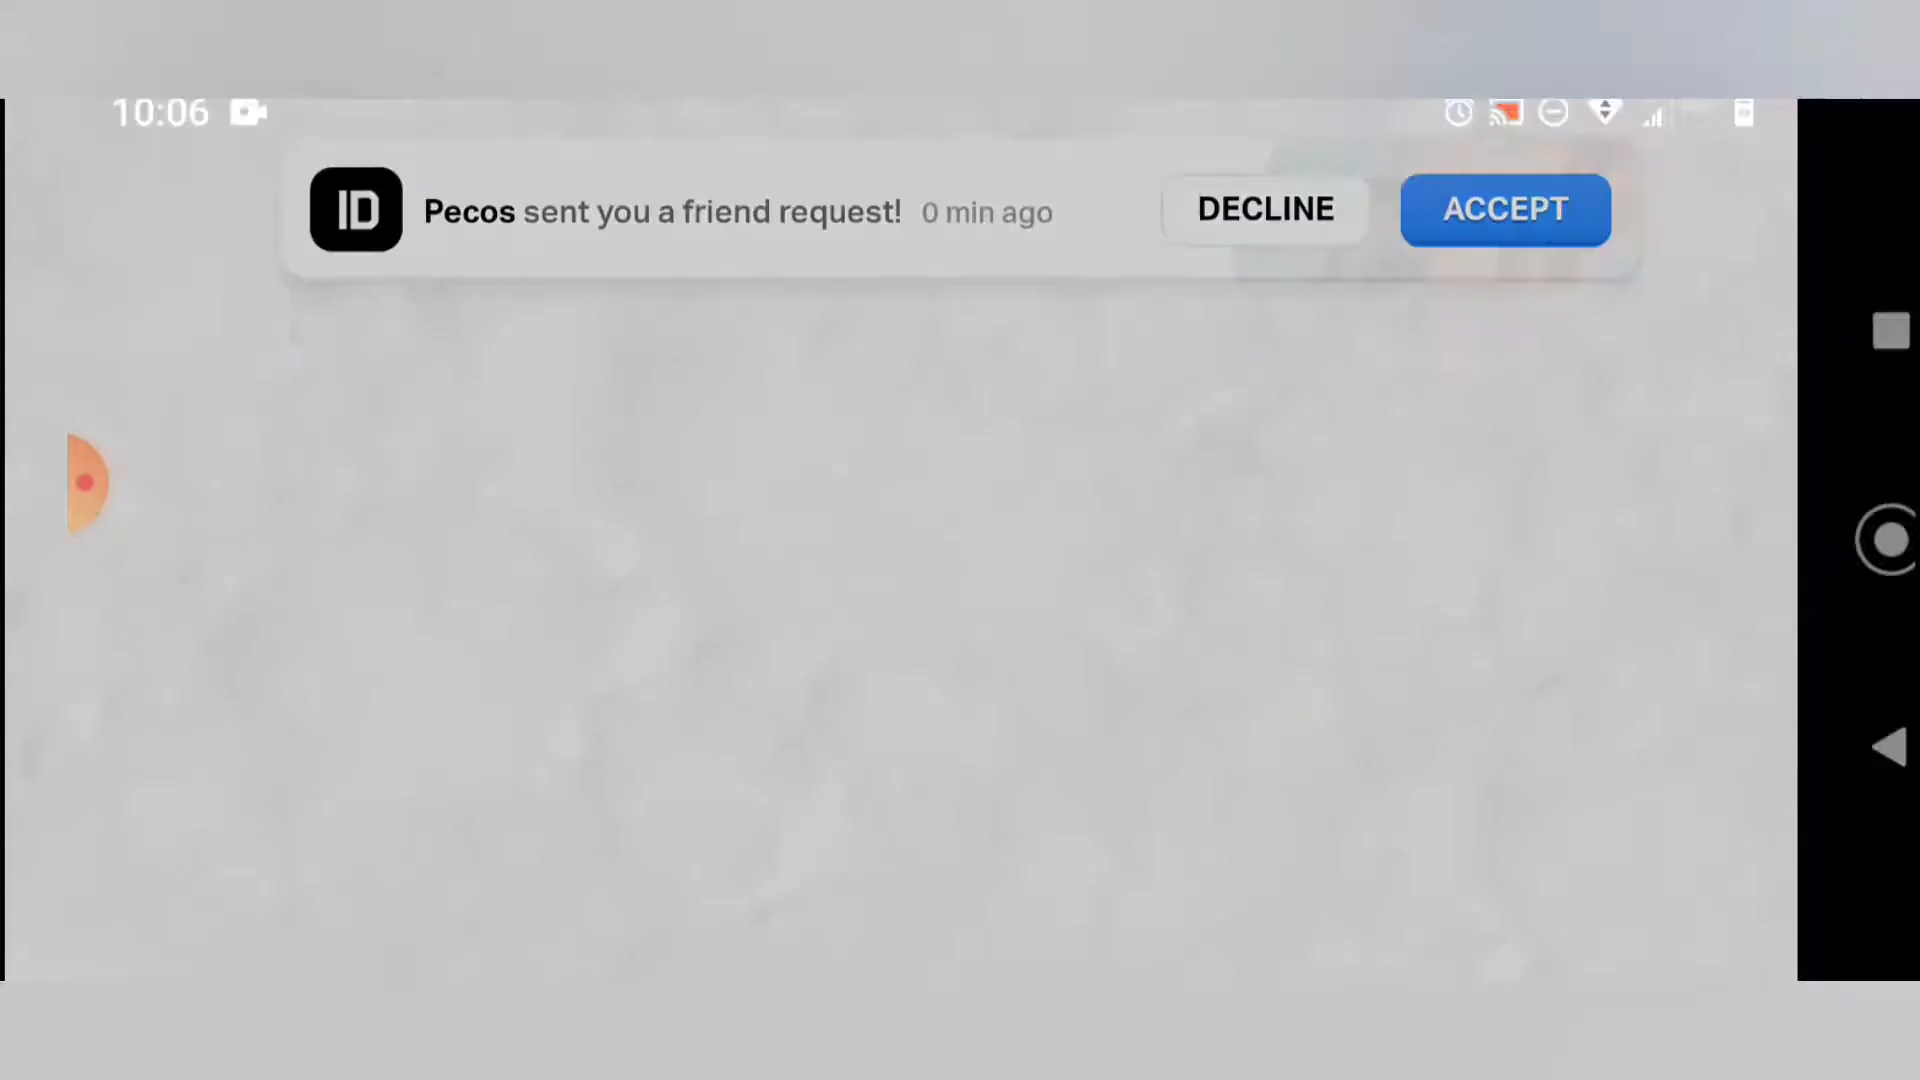 10:06
ID Pecos sent you a friend request! 0 min ago DECLINE ACCEPT